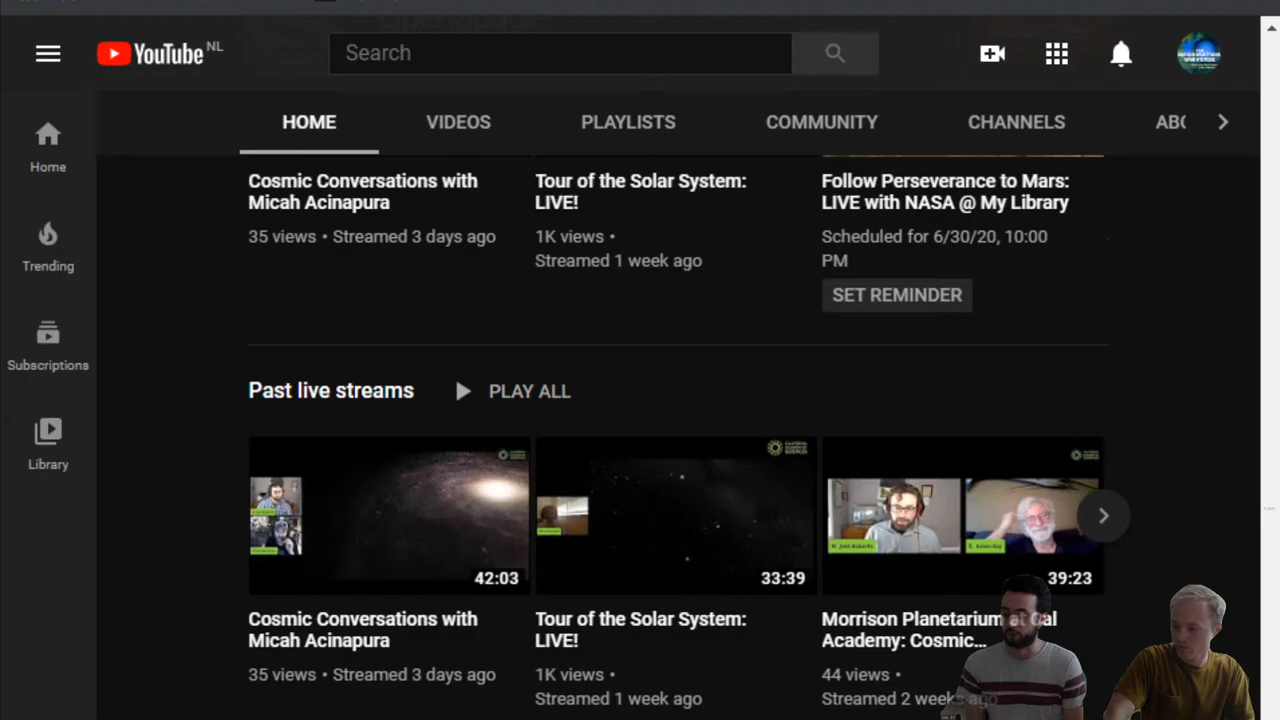 YouTube NL
Search
HOME VIDEOS PLAYLISTS COMMUNITY CHANNELS
Home
Trending
Subscriptions
Library
Cosmic Conversations with
Micah Acinapura
35 views • Streamed 3 days ago
Tour of the Solar System:
LIVE!
1K views •
Streamed 1 week ago
Follow Perseverance to Mars:
LIVE with NASA @ My Library
Scheduled for 6/30/20, 10:00
PM
SET REMINDER
Past live streams
PLAY ALL
42:03
33:39
39:23
Cosmic Conversations with
Micah Acinapura
35 views • Streamed 3 days ago
Tour of the Solar System:
LIVE!
1K views •
Streamed 1 week ago
Morrison Planetarium
Academy: Cosmic...
44 views •
Streamed 2 weeks ago